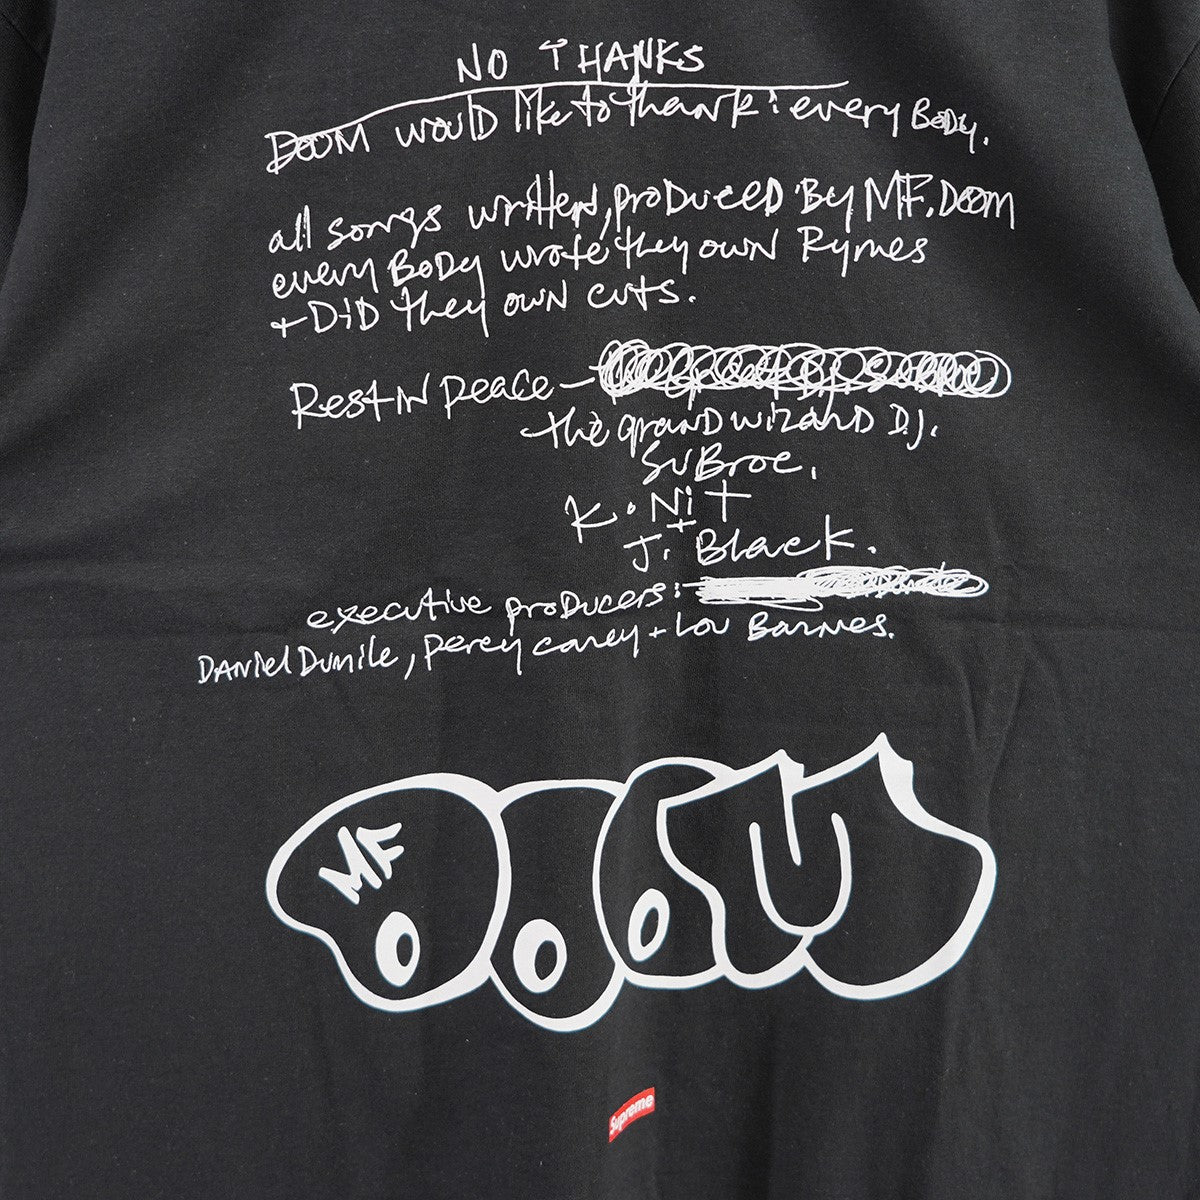 NO THANKS
DOOM would like to thank: every BODy.
all songs written, proDuceD By MF. DOOM
every BoDy wrote they own Rymes
+ DiD they own cuts.
Rest iN peace –
the granD wizarD D.J.
SuBroc,
K. Nit
+
J. Black.
executive proDucers:
DANiel Dumile, percy carey + Lou Barnes.
MF
DOOM
Supreme